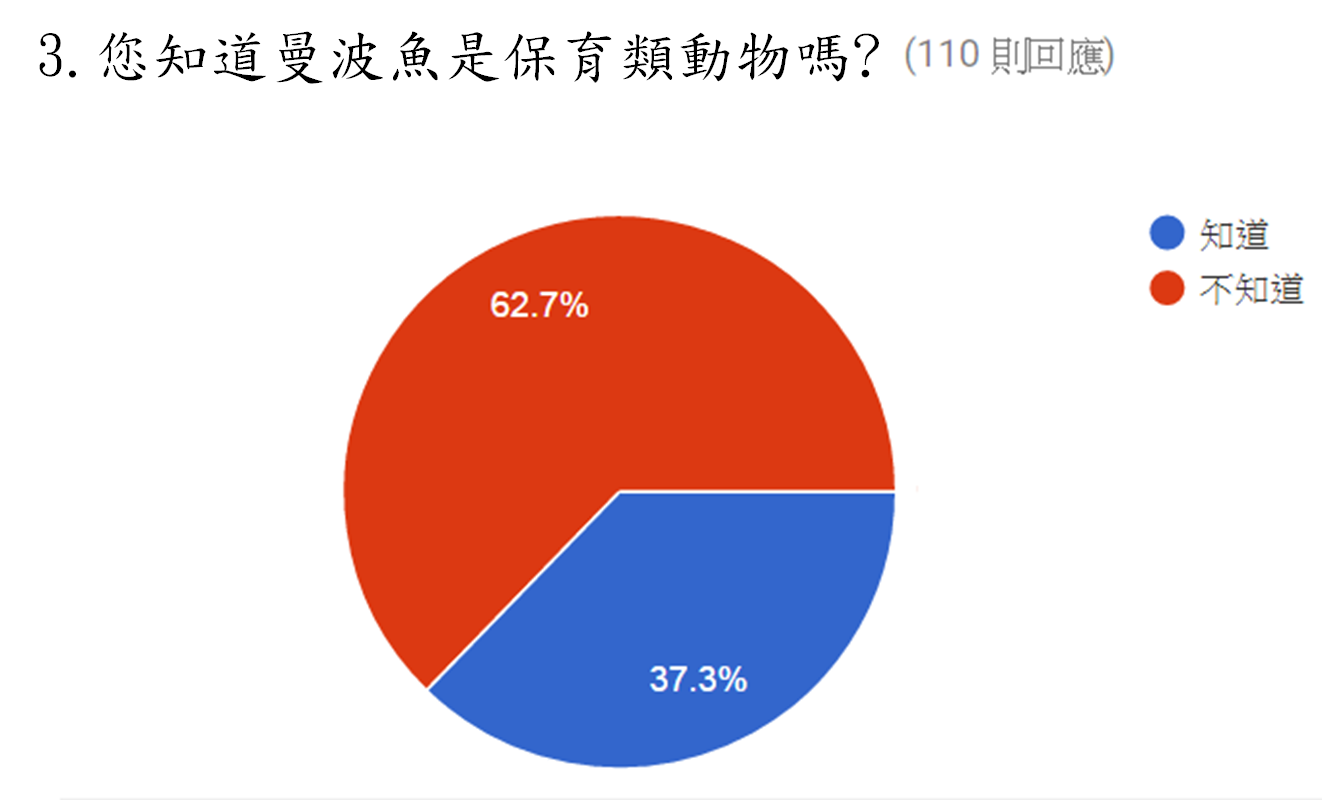 3. 您知道曼波魚是保育類動物嗎? (110 則回應)
知道
不知道
62.7%
37.3%